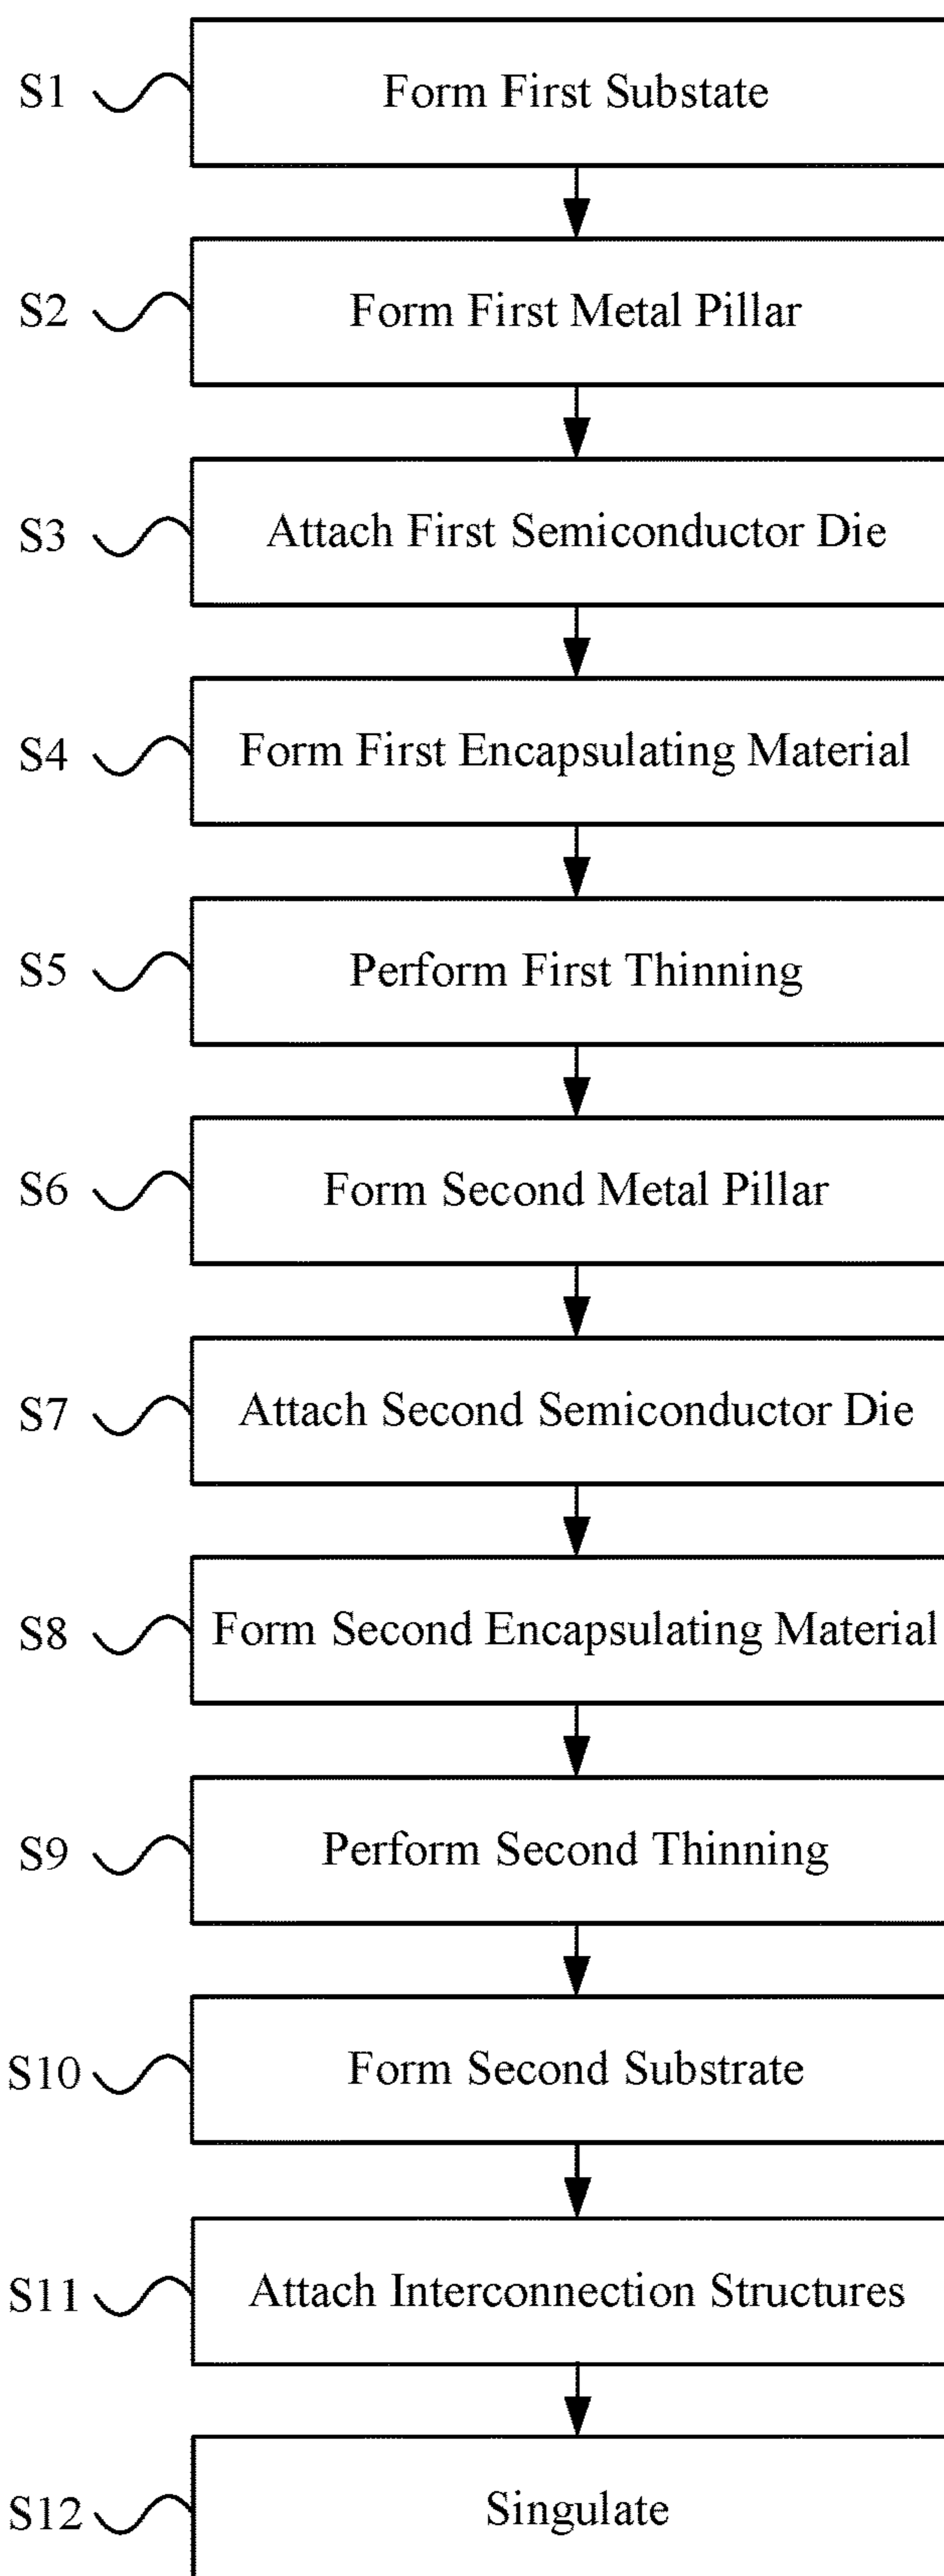 S1 Form First Substate
S2 Form First Metal Pillar
S3 Attach First Semiconductor Die
S4 Form First Encapsulating Material
S5 Perform First Thinning
S6 Form Second Metal Pillar
S7 Attach Second Semiconductor Die
S8 Form Second Encapsulating Material
S9 Perform Second Thinning
S10 Form Second Substrate
S11 Attach Interconnection Structures
S12 Singulate